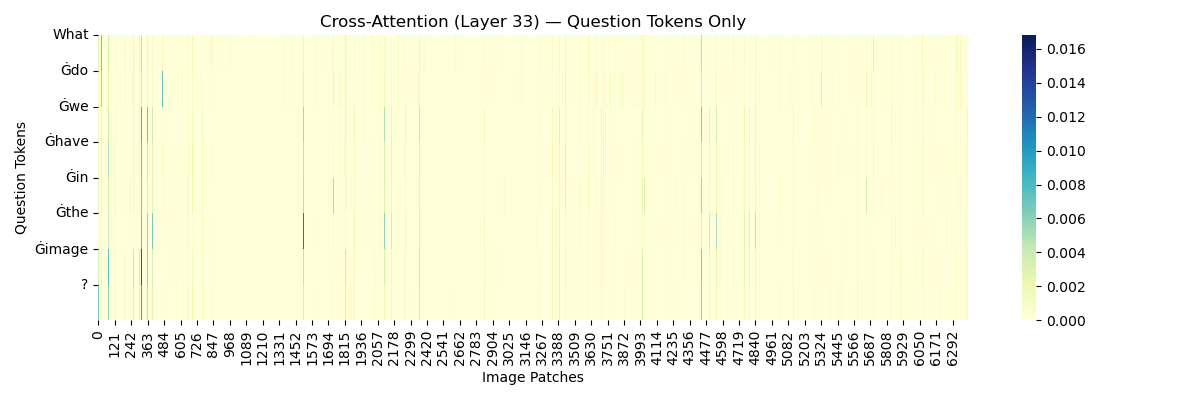 Cross-Attention (Layer 33) — Question Tokens Only
What
Ġdo
Ġwe
Ġhave
Ġin
Ġthe
Ġimage
?
Question Tokens
0 121 242 363 484 605 726 847 968 1089 1210 1331 1452 1573 1694 1815 1936 2057 2178 2299 2420 2541 2662 2783 2904 3025 3146 3267 3388 3509 3630 3751 3872 3993 4114 4235 4356 4477 4598 4719 4840 4961 5082 5203 5324 5445 5566 5687 5808 5929 6050 6171 6292
Image Patches
0.016
0.014
0.012
0.010
0.008
0.006
0.004
0.002
0.000